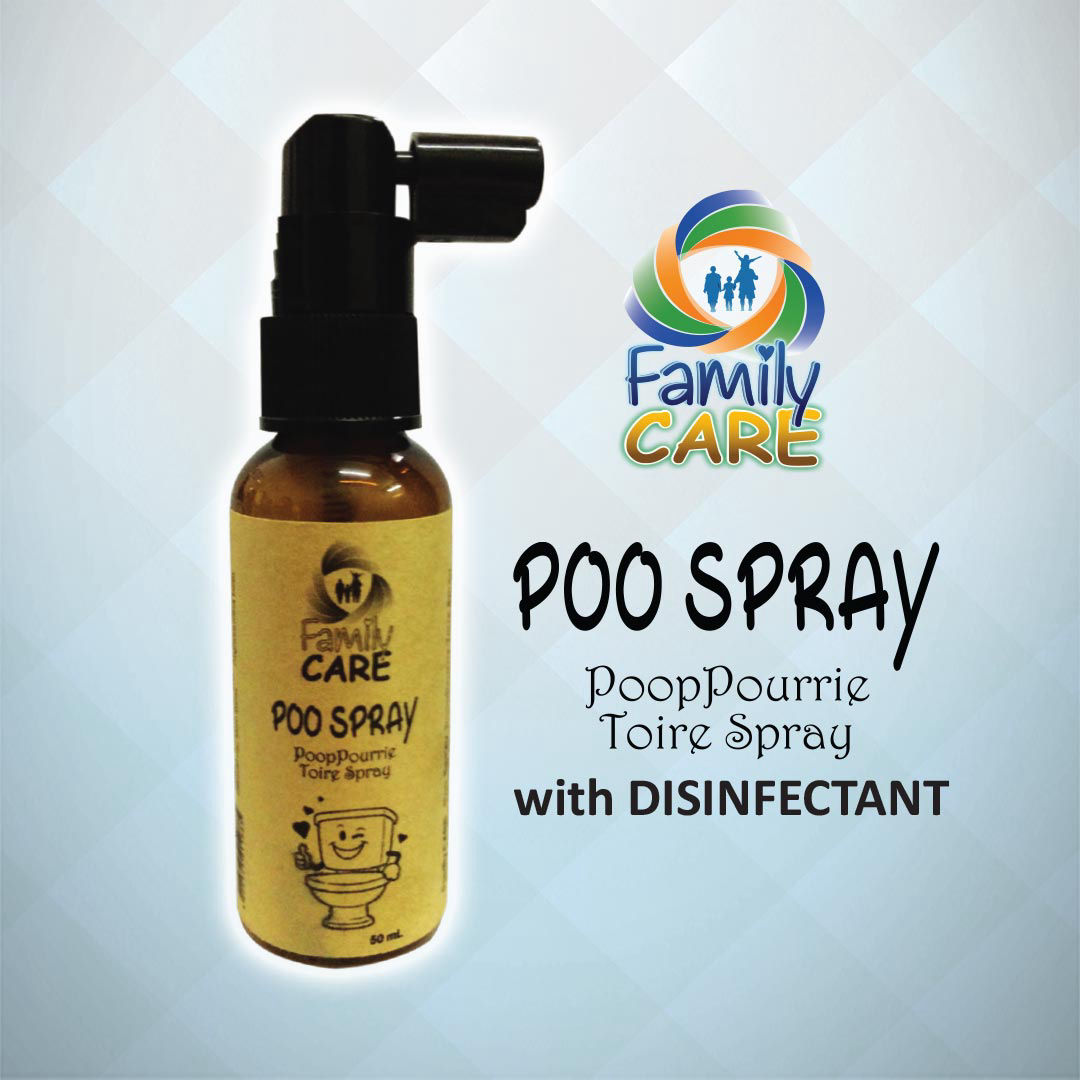 Family
CARE
POO SPRAY
PoopPourrie
Toire Spray
50 mL
Family
CARE
POO SPRAY
PoopPourrie
Toire Spray
with DISINFECTANT